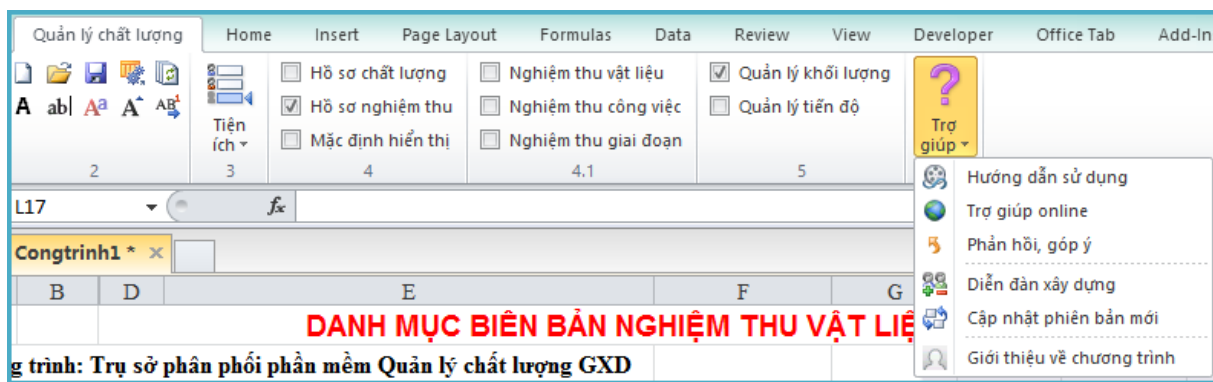 Quản lý chất lượng Home Insert Page Layout Formulas Data Review View Developer Office Tab Add-In
Hồ sơ chất lượng Nghiệm thu vật liệu Quản lý khối lượng
A ab Aa A AB1 Hồ sơ nghiệm thu Nghiệm thu công việc Quản lý tiến độ
Tiện ích Mặc định hiển thị Nghiệm thu giai đoạn Trợ giúp
2 3 4 4.1 5
Hướng dẫn sử dụng
L17 fx Trợ giúp online
Congtrinh1 * Phản hồi, góp ý
B D E F G Diễn đàn xây dựng
DANH MỤC BIÊN BẢN NGHIỆM THU VẬT LIỆ Cập nhật phiên bản mới
g trình: Trụ sở phân phối phần mềm Quản lý chất lượng GXD Giới thiệu về chương trình